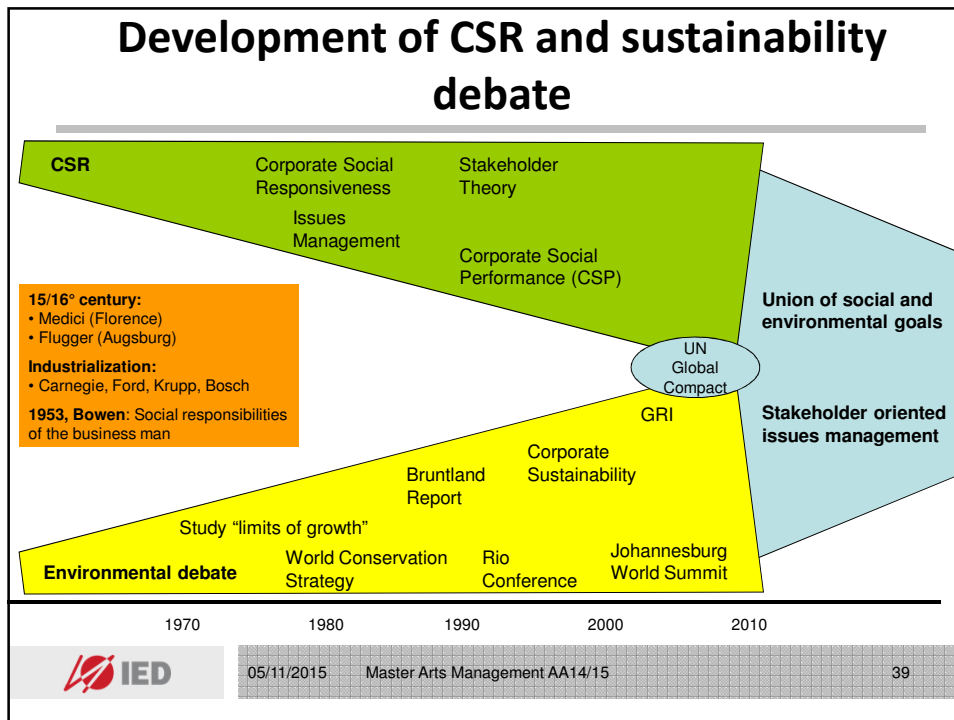 Development of CSR and sustainability
debate
CSR
Corporate Social
Responsiveness
Stakeholder
Theory
Issues
Management
Corporate Social
Performance (CSP)
15/16° century:
• Medici (Florence)
• Flugger (Augsburg)
Industrialization:
• Carnegie, Ford, Krupp, Bosch
1953, Bowen: Social responsibilities
of the business man
Union of social and
environmental goals
UN
Global
Compact
Stakeholder oriented
issues management
GRI
Corporate
Sustainability
Bruntland
Report
Study “limits of growth”
Environmental debate
World Conservation
Strategy
Rio
Conference
Johannesburg
World Summit
1970 1980 1990 2000 2010
IED
05/11/2015 Master Arts Management AA14/15 39